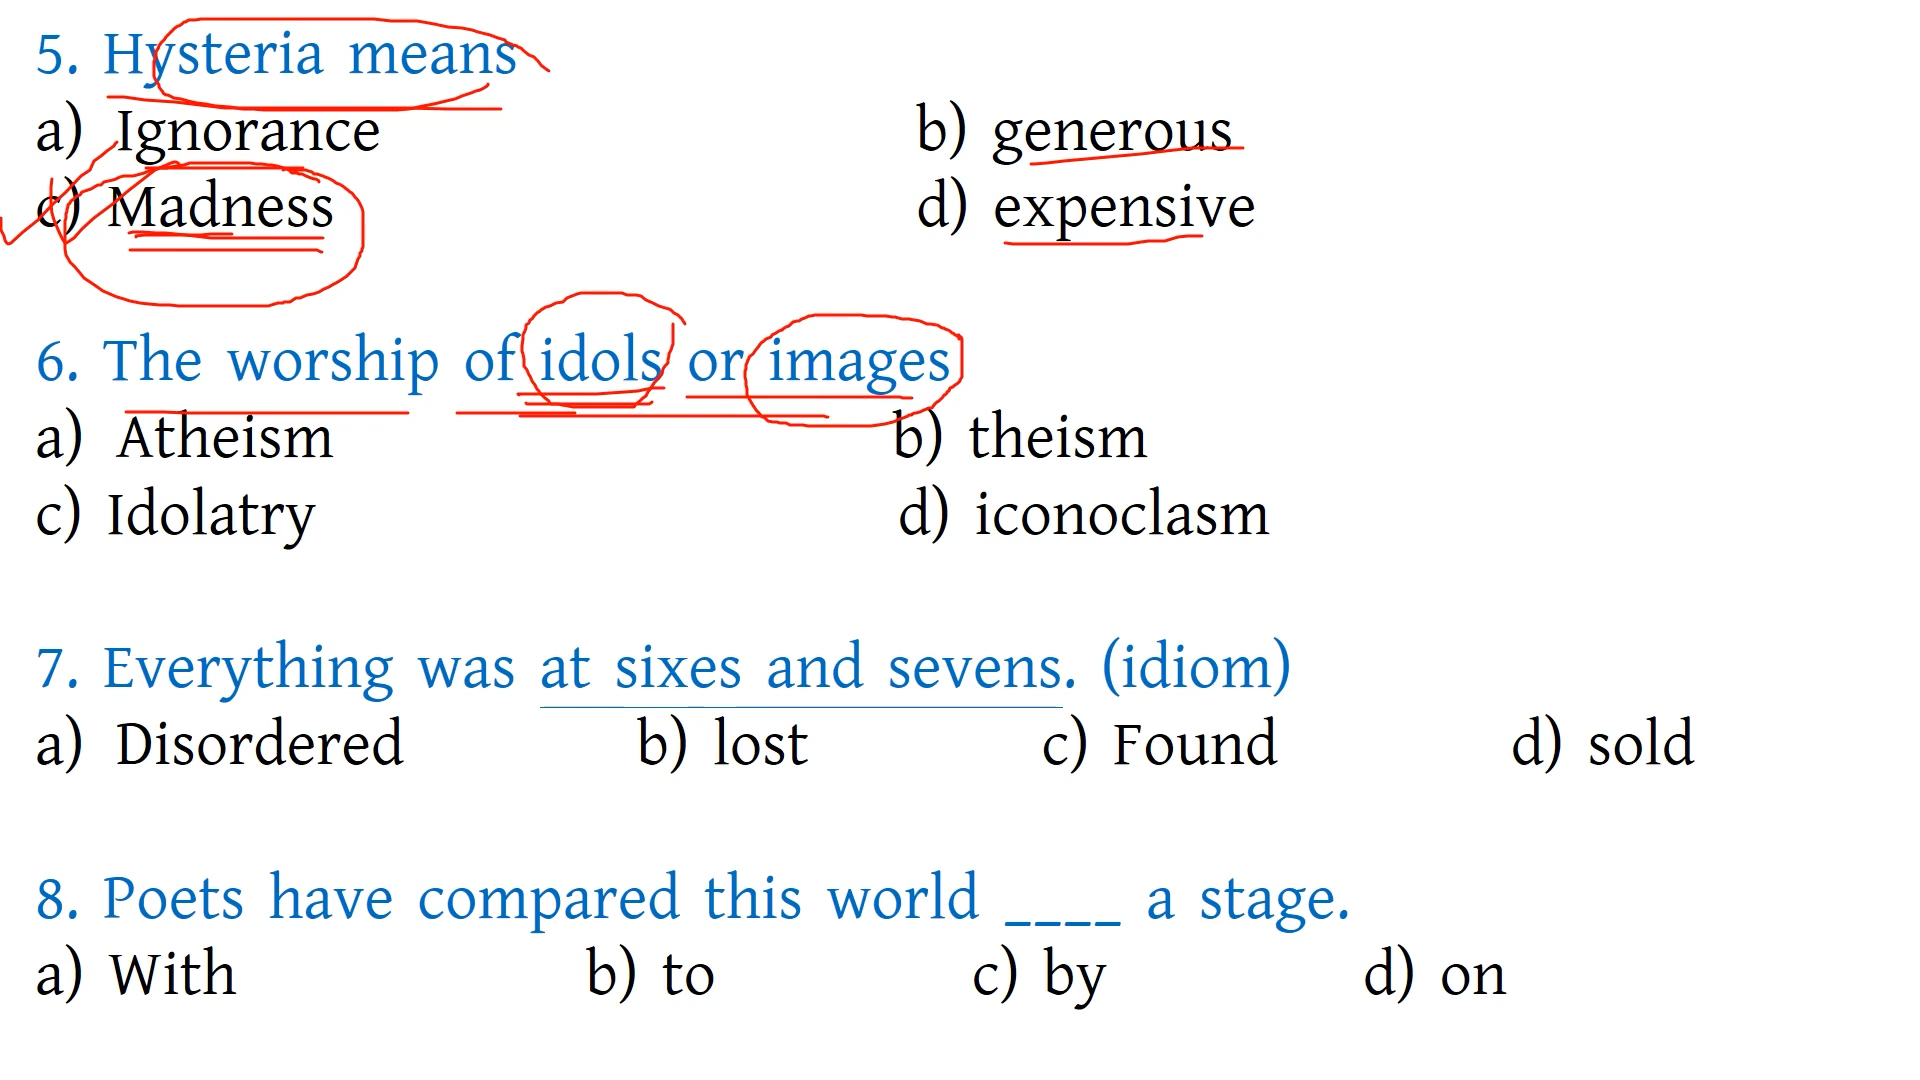 5. Hysteria means
a) Ignorance b) generous
c) Madness d) expensive
6. The worship of idols or images
a) Atheism b) theism
c) Idolatry d) iconoclasm
7. Everything was at sixes and sevens. (idiom)
a) Disordered b) lost c) Found d) sold
8. Poets have compared this world ____ a stage.
a) With b) to c) by d) on